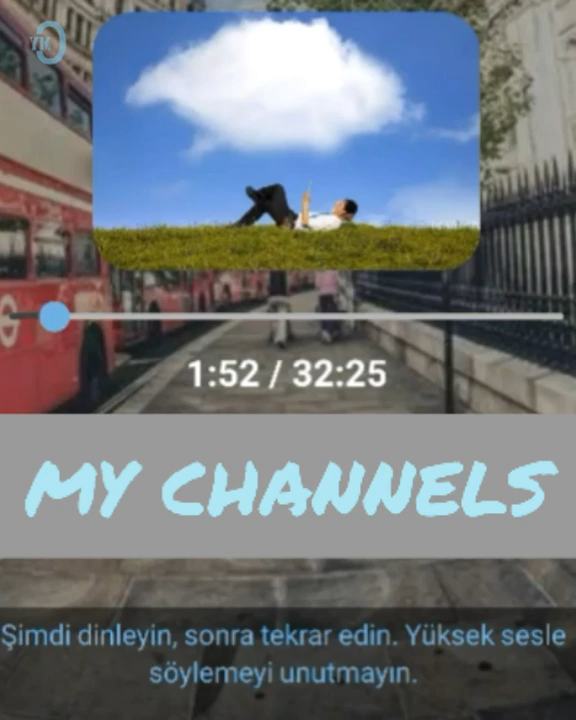 1:52 / 32:25
MY CHANNELS
Şimdi dinleyin, sonra tekrar edin. Yüksek sesle
söylemeyi unutmayın.